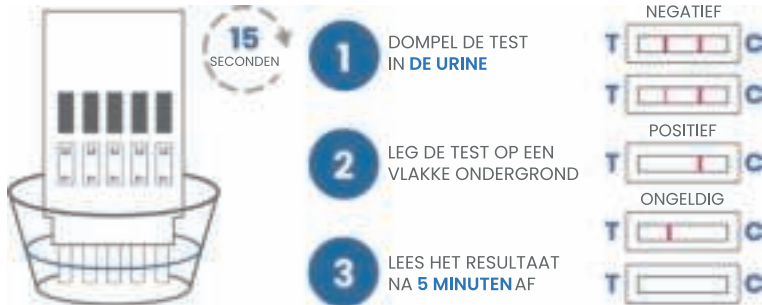 15
SECONDEN
1
DOMPEL DE TEST
IN DE URINE
2
LEG DE TEST OP EEN
VLAKKE ONDERGROND
3
LEES HET RESULTAAT
NA 5 MINUTEN AF
NEGATIEF
T C
T C
POSITIEF
T C
ONGELDIG
T C
T C